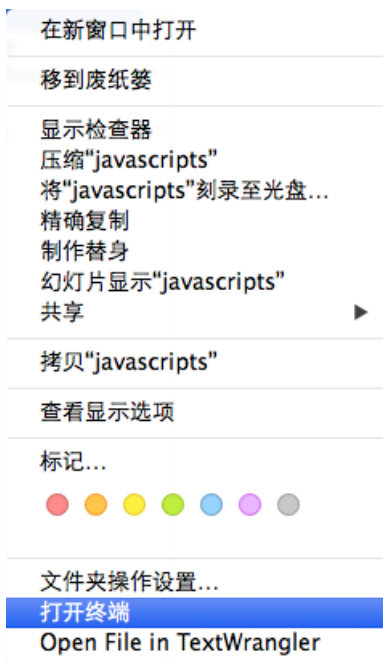 在新窗口中打开
移到废纸篓
显示检查器
压缩“javascripts”
将“javascripts”刻录至光盘...
精确复制
制作替身
幻灯片显示“javascripts”
共享
拷贝“javascripts”
查看显示选项
标记...
文件夹操作设置...
打开终端
Open File in TextWrangler